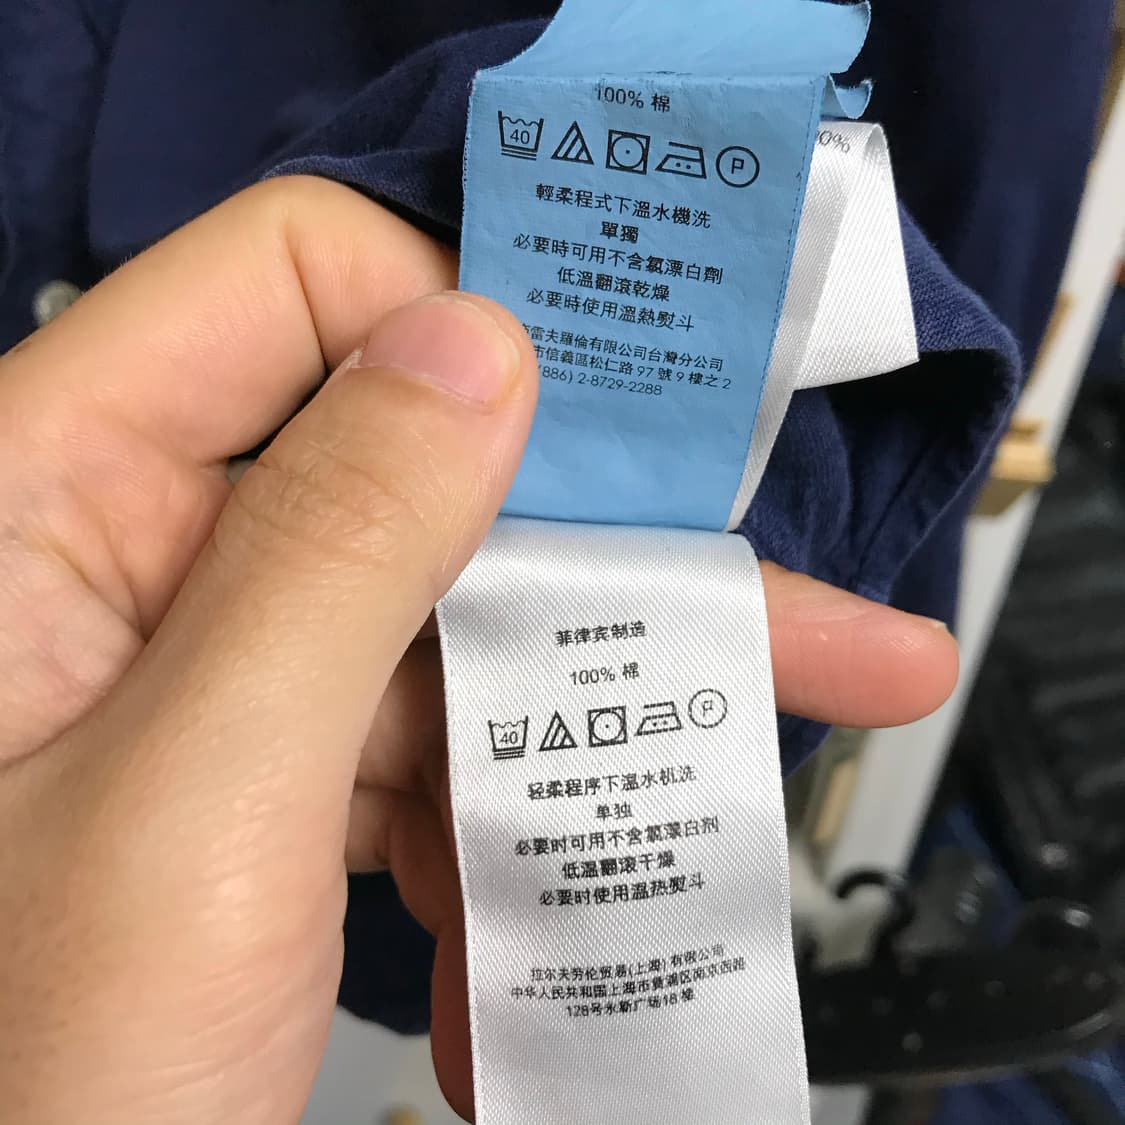 100% 棉
40
P
輕柔程式下溫水機洗
單獨
必要時可用不含氯漂白劑
低溫翻滾乾燥
必要時使用溫熱熨斗
雷夫羅倫有限公司台灣分公司
市信義區松仁路 97 號 9 樓之 2
(886) 2-8729-2288
0%
菲律宾制造
100% 棉
40
P
轻柔程序下温水机洗
单独
必要时可用不含氯漂白剂
低温翻滚干燥
必要时使用温热熨斗
拉尔夫劳伦贸易(上海)有限公司
中华人民共和国上海市黄浦区南京西路
128号永新广场18楼